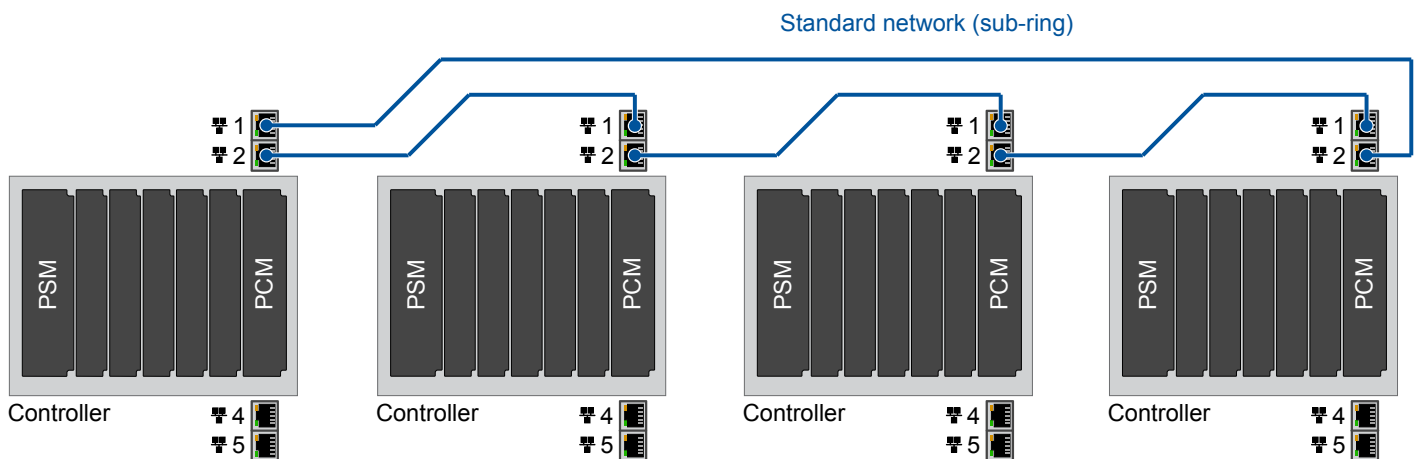 Standard network (sub-ring)
1 1 1 1
2 2 2 2
PSM PCM PSM PCM PSM PCM PSM PCM
Controller 4 Controller 4 Controller 4 Controller 4
5 5 5 5